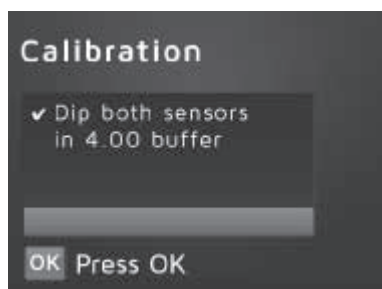 Calibration
✔ Dip both sensors
in 4.00 buffer
OK Press OK